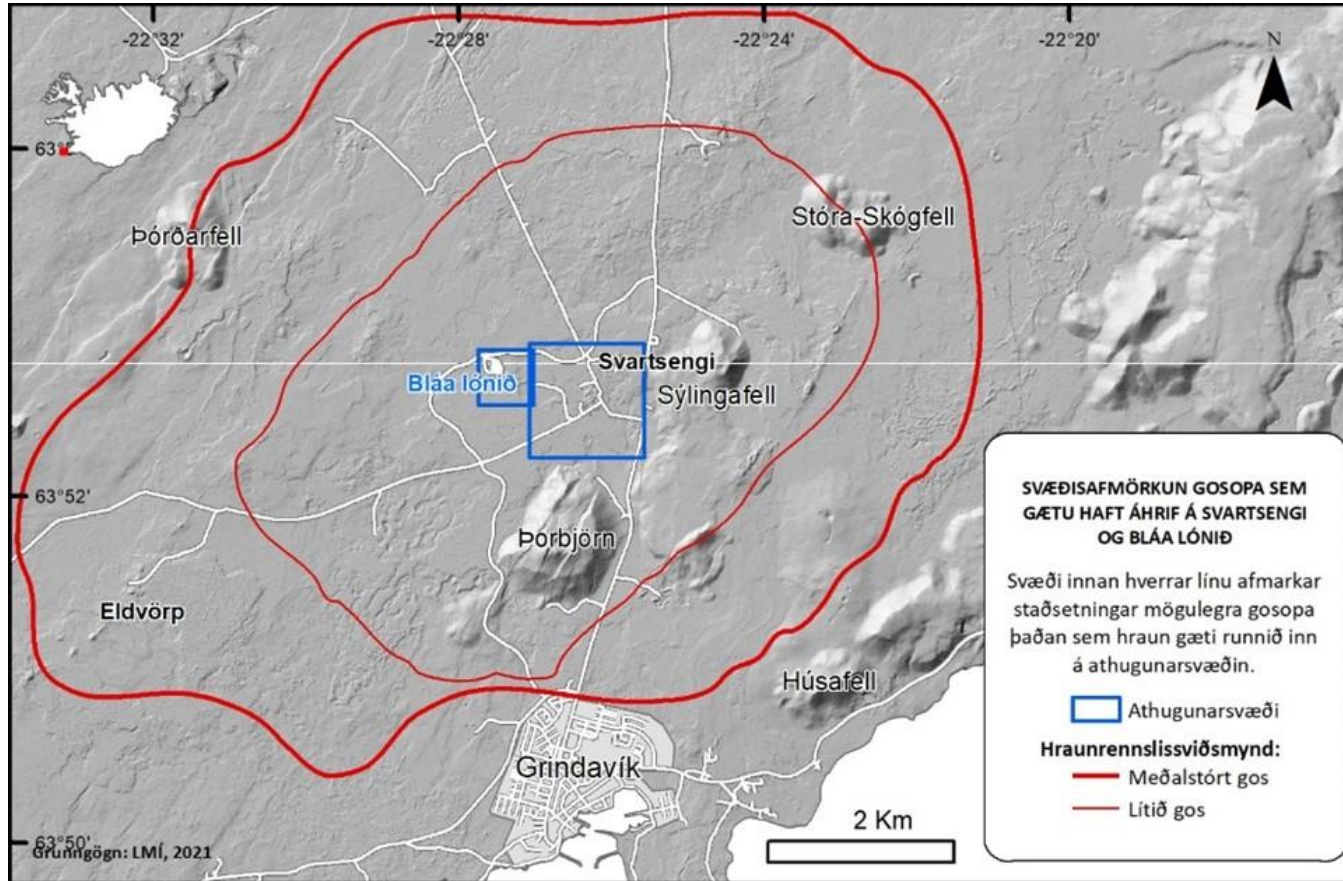 -22°32'
-22°28'
-22°24'
-22°20'
N
Þórðarfell
Stóra-Skógfell
Svartsengi
Bláa lónið
Sýlingafell
63°52'
Þorbjörn
Eldvörp
Húsafell
Grindavík
63°50'
Grunngögn: LMÍ, 2021
2 Km
SVÆÐISAFMÖRKUN GOSOPA SEM
GÆTU HAFT ÁHRIF Á SVARTSENGI
OG BLÁA LÓNIÐ
Svæði innan hverrar línu afmarkar
staðsetningar mögulegra gosopa
þaðan sem hraun gæti runnið inn
á athugunarsvæðin.
Athugunarsvæði
Hraunrennslissviðsmynd:
Meðalstórt gos
Lítið gos